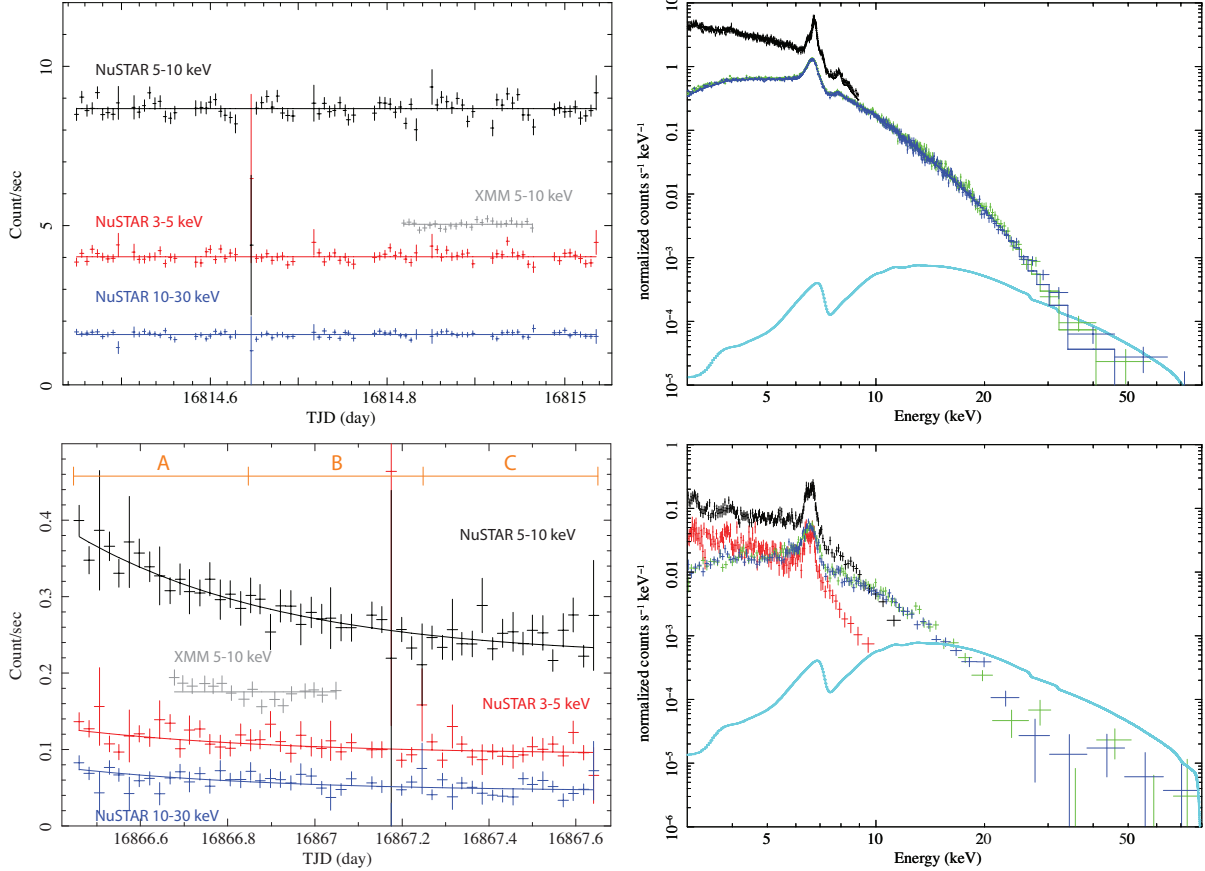 10
5
0
Count/sec
NuSTAR 5-10 keV
XMM 5-10 keV
NuSTAR 3-5 keV
NuSTAR 10-30 keV
16814.6
16814.8
16815
TJD (day)
10
1
0.1
0.01
10⁻³
10⁻⁴
10⁻⁵
normalized counts s⁻¹ keV⁻¹
5
10
20
50
Energy (keV)
0.4
0.3
0.2
0.1
0
Count/sec
A
B
C
NuSTAR 5-10 keV
XMM 5-10 keV
NuSTAR 3-5 keV
NuSTAR 10-30 keV
16866.6
16866.8
16867
16867.2
16867.4
16867.6
TJD (day)
1
0.1
0.01
10⁻³
10⁻⁴
10⁻⁵
10⁻⁶
normalized counts s⁻¹ keV⁻¹
5
10
20
50
Energy (keV)